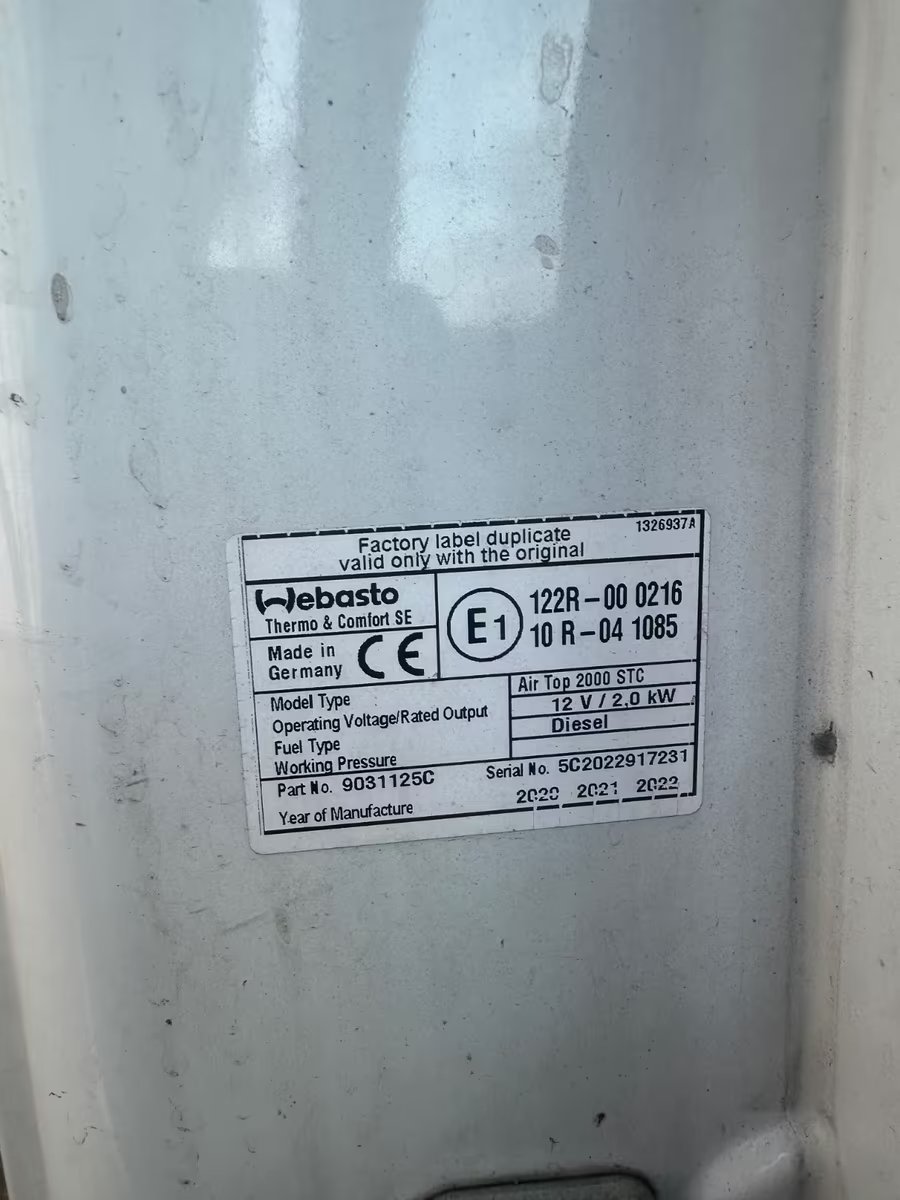 1326937A
Factory label duplicate
valid only with the original
Webasto
Thermo & Comfort SE
Made in
Germany
CE
E1
122R-00 0216
10 R-04 1085
Model Type
Air Top 2000 STC
Operating Voltage/Rated Output
12 V / 2,0 kW
Fuel Type
Diesel
Working Pressure
Part No. 9031125C
Serial No. 5C2022917231
Year of Manufacture
2020 2021 2022